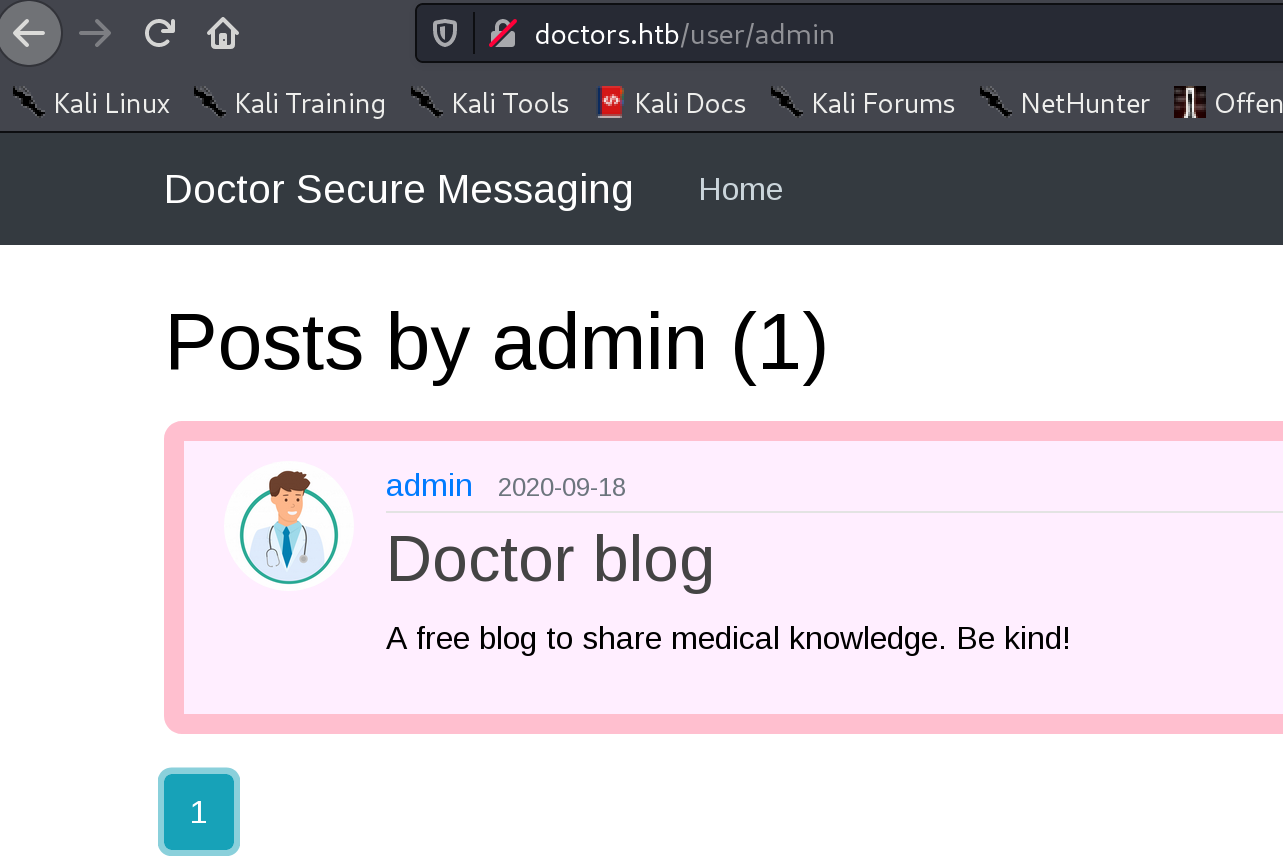 doctors.htb/user/admin
Kali Linux Kali Training Kali Tools Kali Docs Kali Forums NetHunter Offen
Doctor Secure Messaging Home
Posts by admin (1)
admin 2020-09-18
Doctor blog
A free blog to share medical knowledge. Be kind!
1